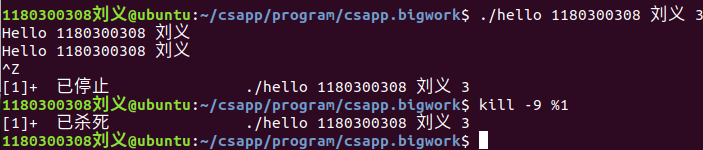 1180300308刘义@ubuntu:~/csapp/program/csapp.bigwork$ ./hello 1180300308 刘义 3
Hello 1180300308 刘义
Hello 1180300308 刘义
^Z
[1]+  已停止               ./hello 1180300308 刘义 3
1180300308刘义@ubuntu:~/csapp/program/csapp.bigwork$ kill -9 %1
[1]+  已杀死               ./hello 1180300308 刘义 3
1180300308刘义@ubuntu:~/csapp/program/csapp.bigwork$